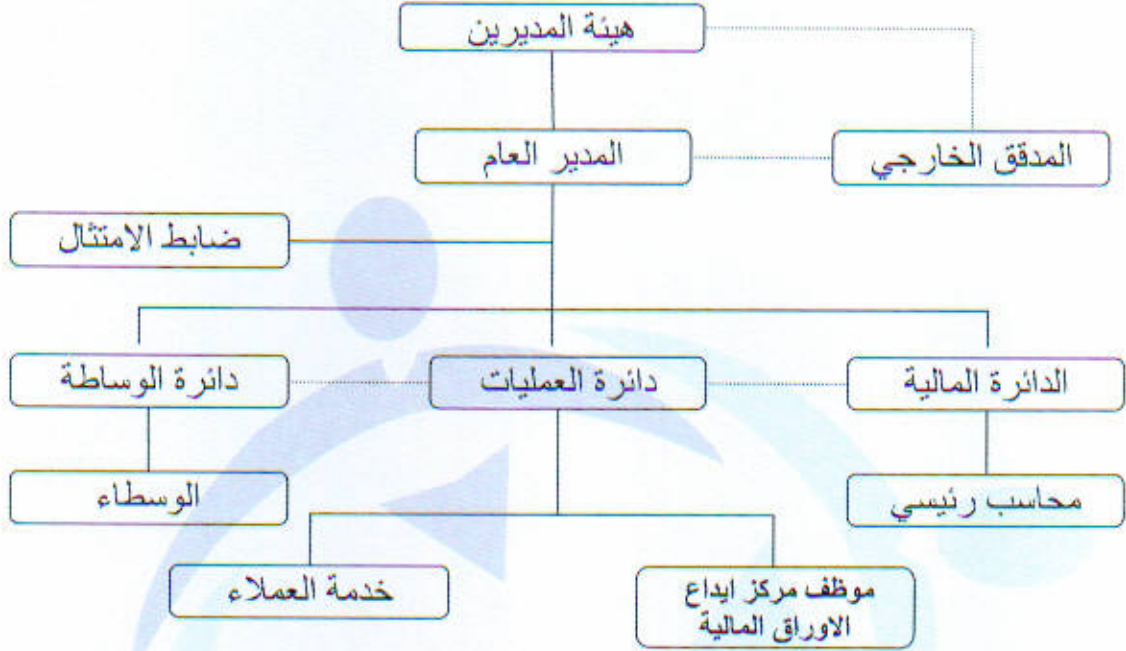 هيئة المديرين
المدير العام
المدقق الخارجي
ضابط الامتثال
الدائرة المالية
دائرة العمليات
دائرة الوساطة
محاسب رئيسي
الوسطاء
موظف مركز ايداع
الاوراق المالية
خدمة العملاء